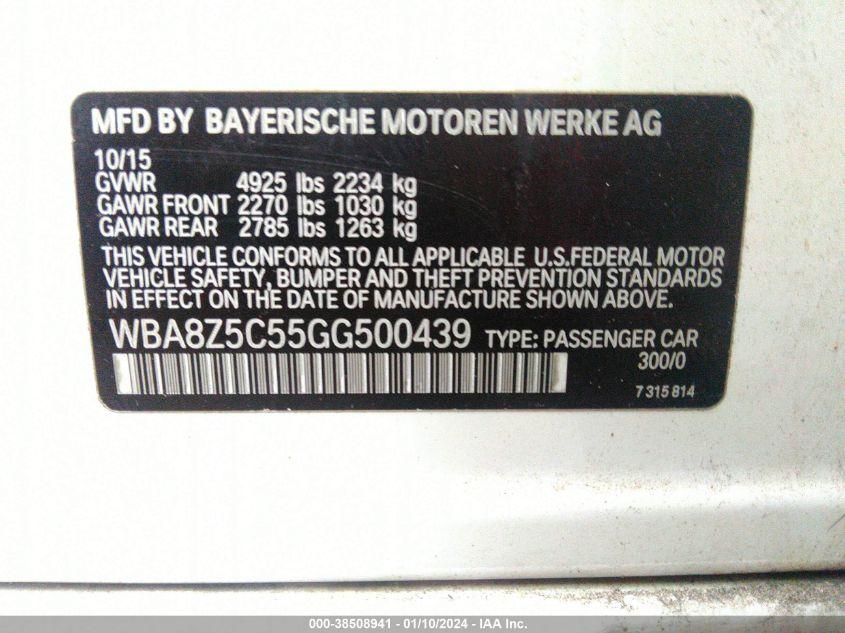 MFD BY BAYERISCHE MOTOREN WERKE AG
10/15
GVWR 4925 lbs 2234 kg
GAWR FRONT 2270 lbs 1030 kg
GAWR REAR 2785 lbs 1263 kg
THIS VEHICLE CONFORMS TO ALL APPLICABLE U.S.FEDERAL MOTOR
VEHICLE SAFETY, BUMPER AND THEFT PREVENTION STANDARDS
IN EFFECT ON THE DATE OF MANUFACTURE SHOWN ABOVE.
WBA8Z5C55GG500439 TYPE: PASSENGER CAR
300/0
7 315 814
000-38508941 - 01/10/2024 - IAA Inc.